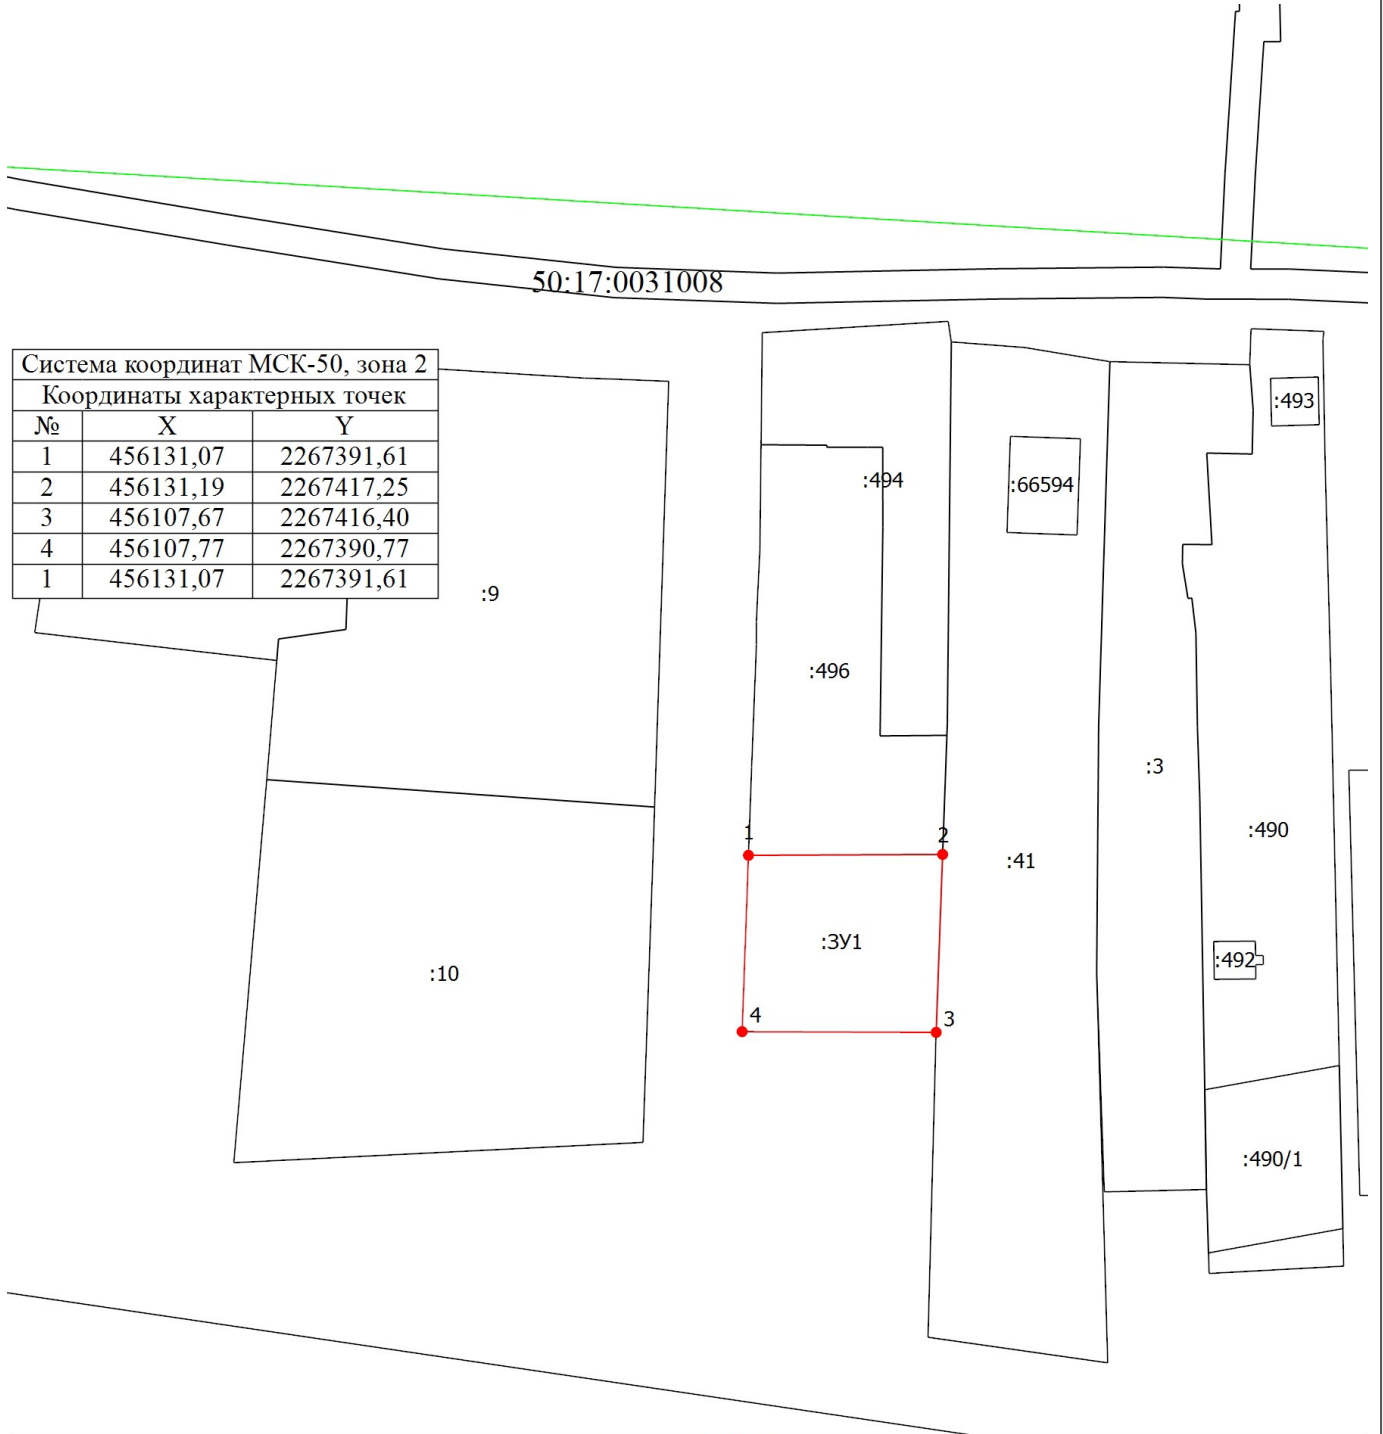 50:17:0031008
Система координат МСК-50, зона 2
Координаты характерных точек
№ X Y
1 456131,07 2267391,61
2 456131,19 2267417,25
3 456107,67 2267416,40
4 456107,77 2267390,77
1 456131,07 2267391,61
:493
:494
:66594
:9
:496
:3
:490
1
2
:41
:ЗУ1
:492
:10
4
3
:490/1